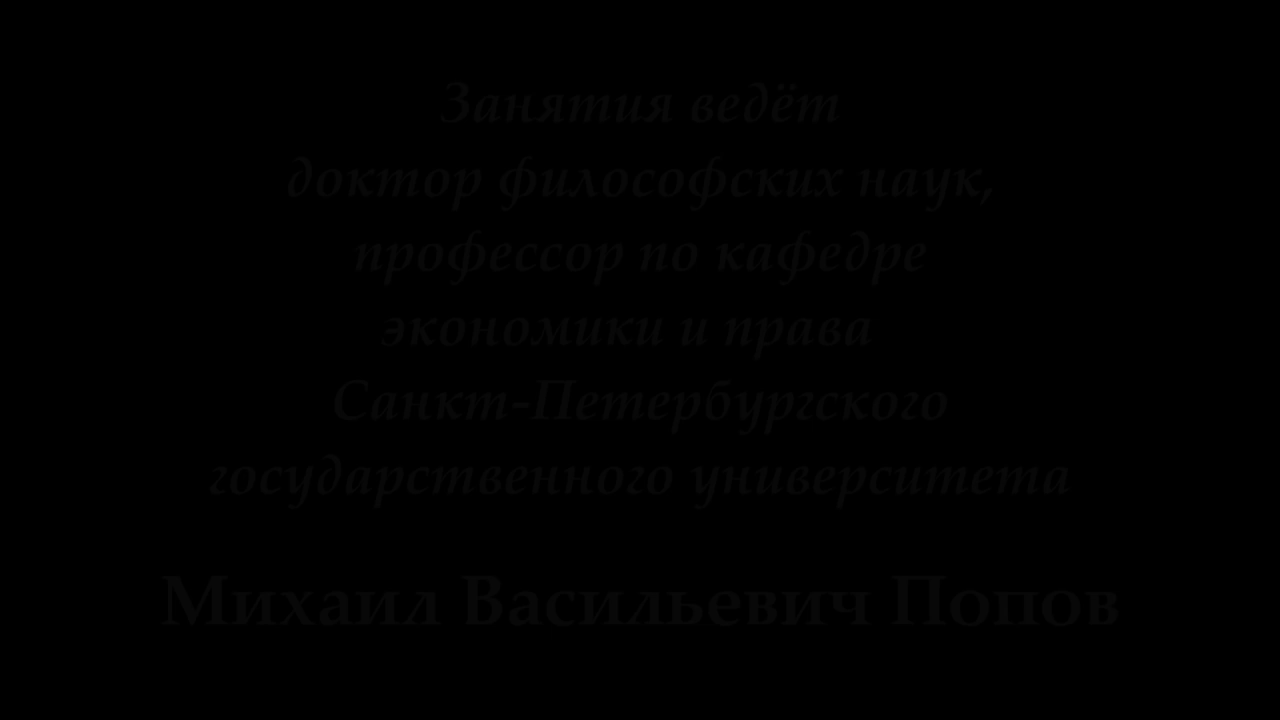 Занятия ведёт
доктор философских наук,
профессор по кафедре
экономики и права
Санкт-Петербургского
государственного университета
Михаил Васильевич Попов